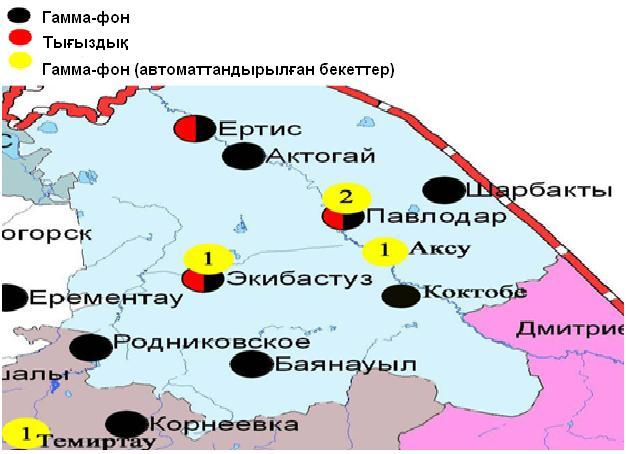 Гамма-фон
Тығыздық
Гамма-фон (автоматтандырылған бекеттер)
С
Ертис
Актогай
Шарбакты
2
Павлодар
огорск
1
Аксу
1
Экибастуз
Коктобе
Ерементау
Дмитрие
Родниковское
Баянауыл
шалы
Корнеевка
1
Темиртау